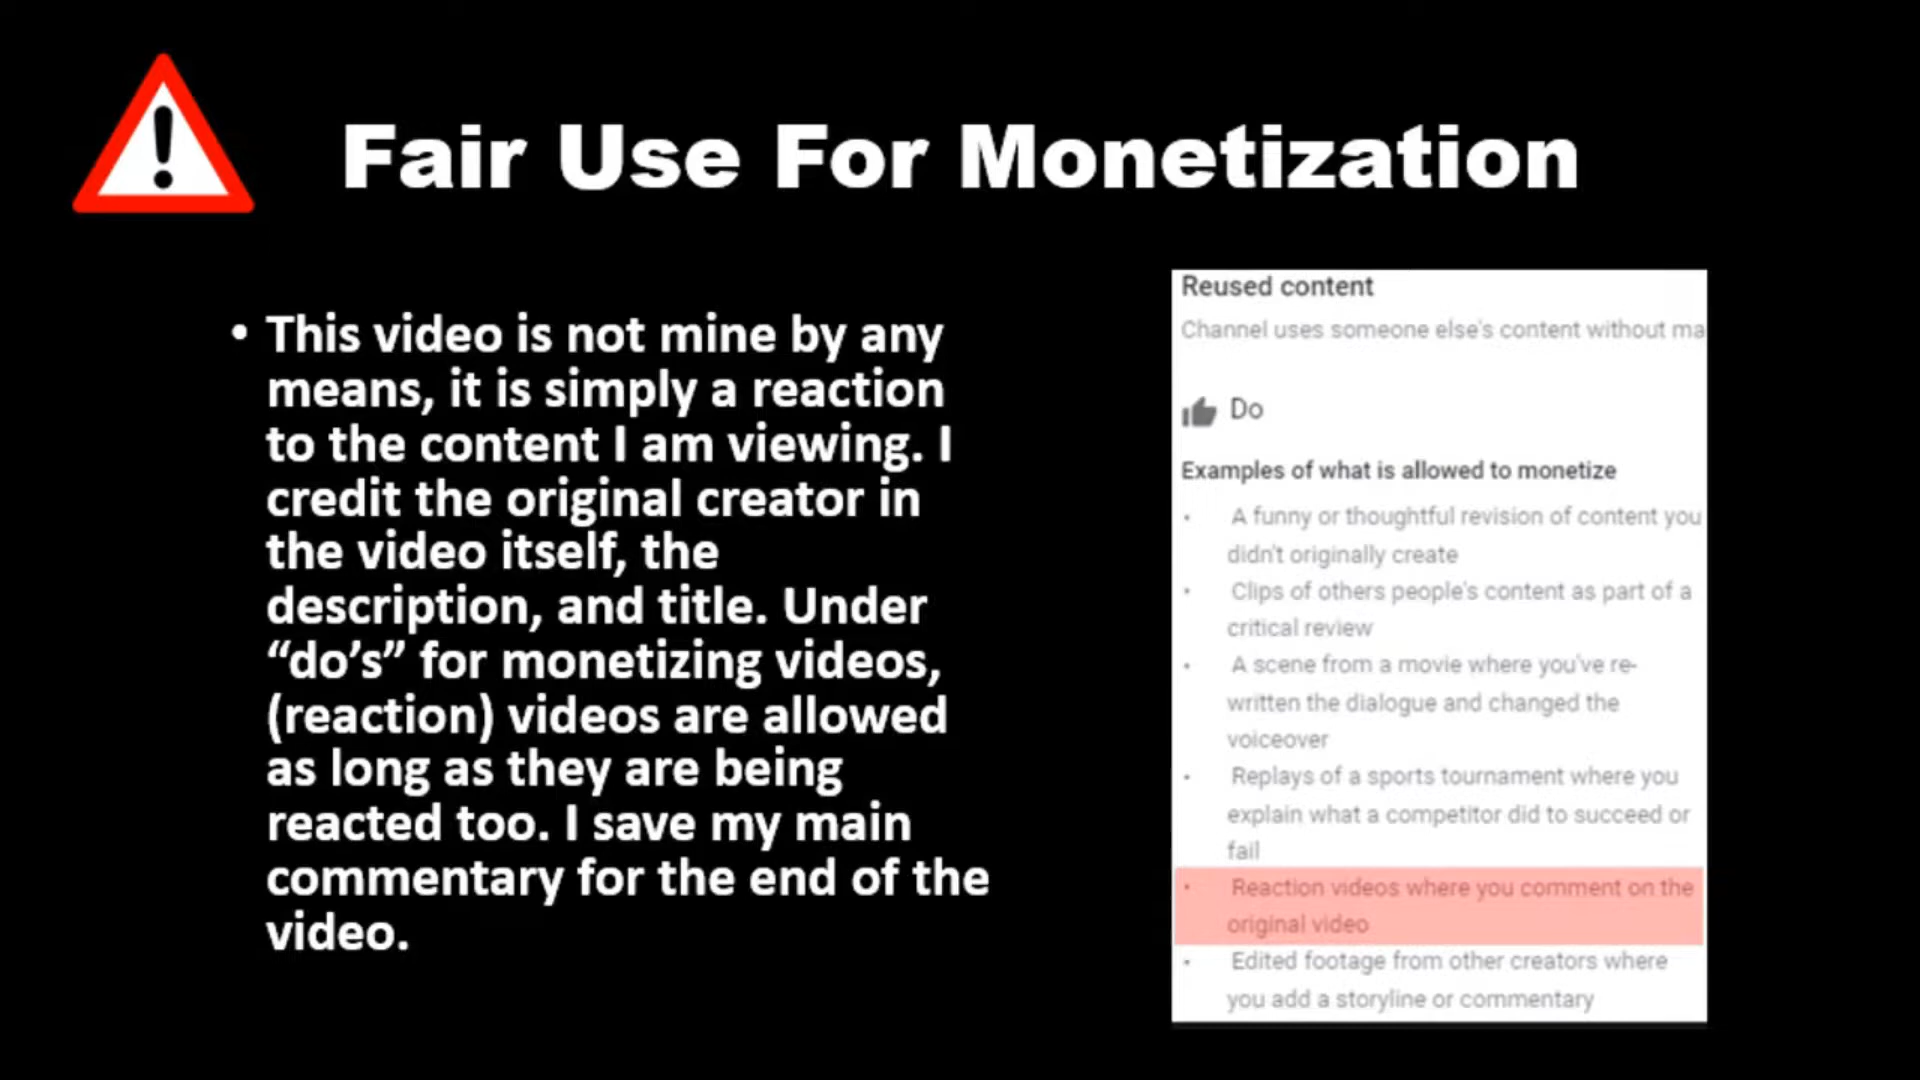 Fair Use For Monetization
• This video is not mine by any
means, it is simply a reaction
to the content I am viewing. I
credit the original creator in
the video itself, the
description, and title. Under
“do’s” for monetizing videos,
(reaction) videos are allowed
as long as they are being
reacted too. I save my main
commentary for the end of the
video.
Reused content
Channel uses someone else's content without ma
Do
Examples of what is allowed to monetize
• A funny or thoughtful revision of content you
didn't originally create
• Clips of others people's content as part of a
critical review
• A scene from a movie where you've re-
written the dialogue and changed the
voiceover
• Replays of a sports tournament where you
explain what a competitor did to succeed or
fail
• Reaction videos where you comment on the
original video
• Edited footage from other creators where
you add a storyline or commentary